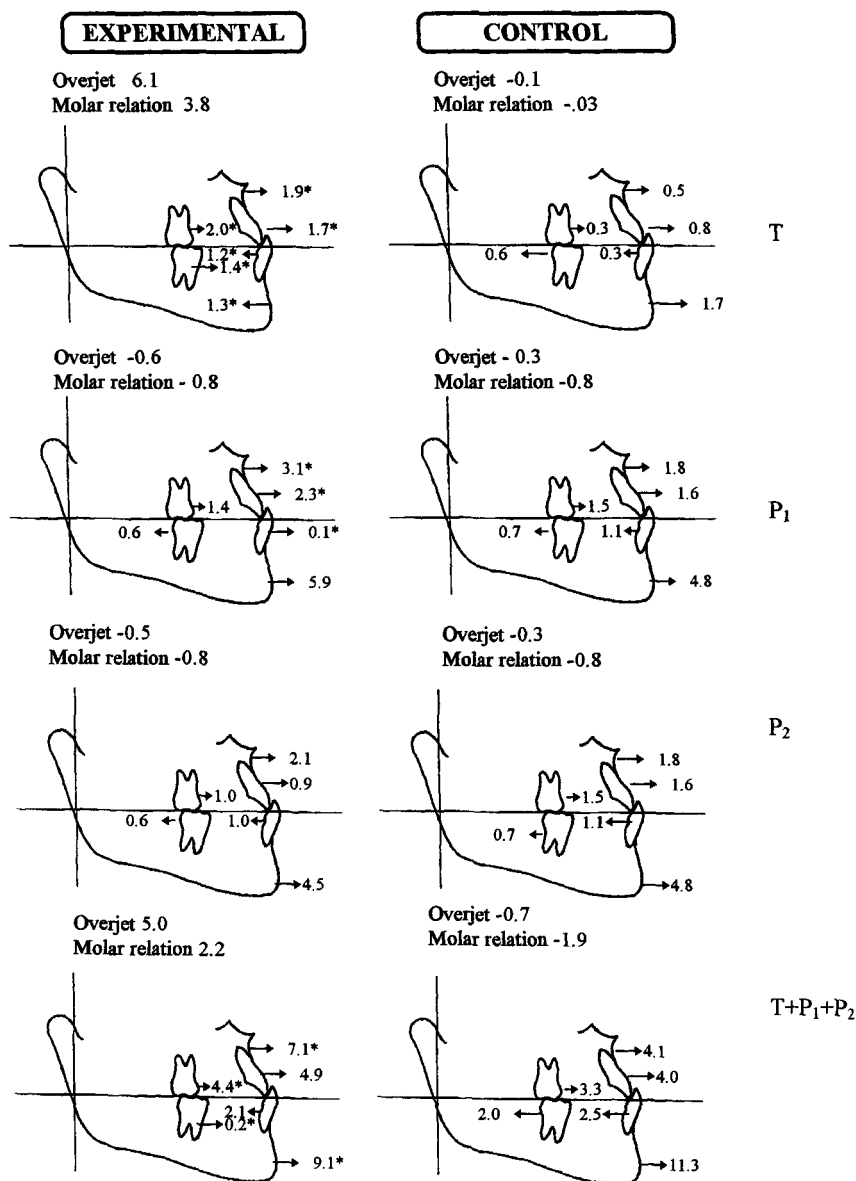 EXPERIMENTAL
CONTROL
Overjet 6.1
Molar relation 3.8
1.9*
2.0*
1.7*
1.2*
1.4*
1.3*
Overjet -0.1
Molar relation -.03
0.5
0.3
0.8
0.6
0.3
1.7
T
Overjet -0.6
Molar relation - 0.8
3.1*
2.3*
1.4
0.6
0.1*
5.9
Overjet - 0.3
Molar relation -0.8
1.8
1.6
1.5
0.7
1.1
4.8
P1
Overjet -0.5
Molar relation -0.8
2.1
0.9
1.0
0.6
1.0
4.5
Overjet -0.3
Molar relation -0.8
1.8
1.6
1.5
1.1
0.7
4.8
P2
Overjet 5.0
Molar relation 2.2
7.1*
4.9
4.4*
2.1
0.2*
9.1*
Overjet -0.7
Molar relation -1.9
4.1
4.0
3.3
2.0
2.5
11.3
T+P1+P2